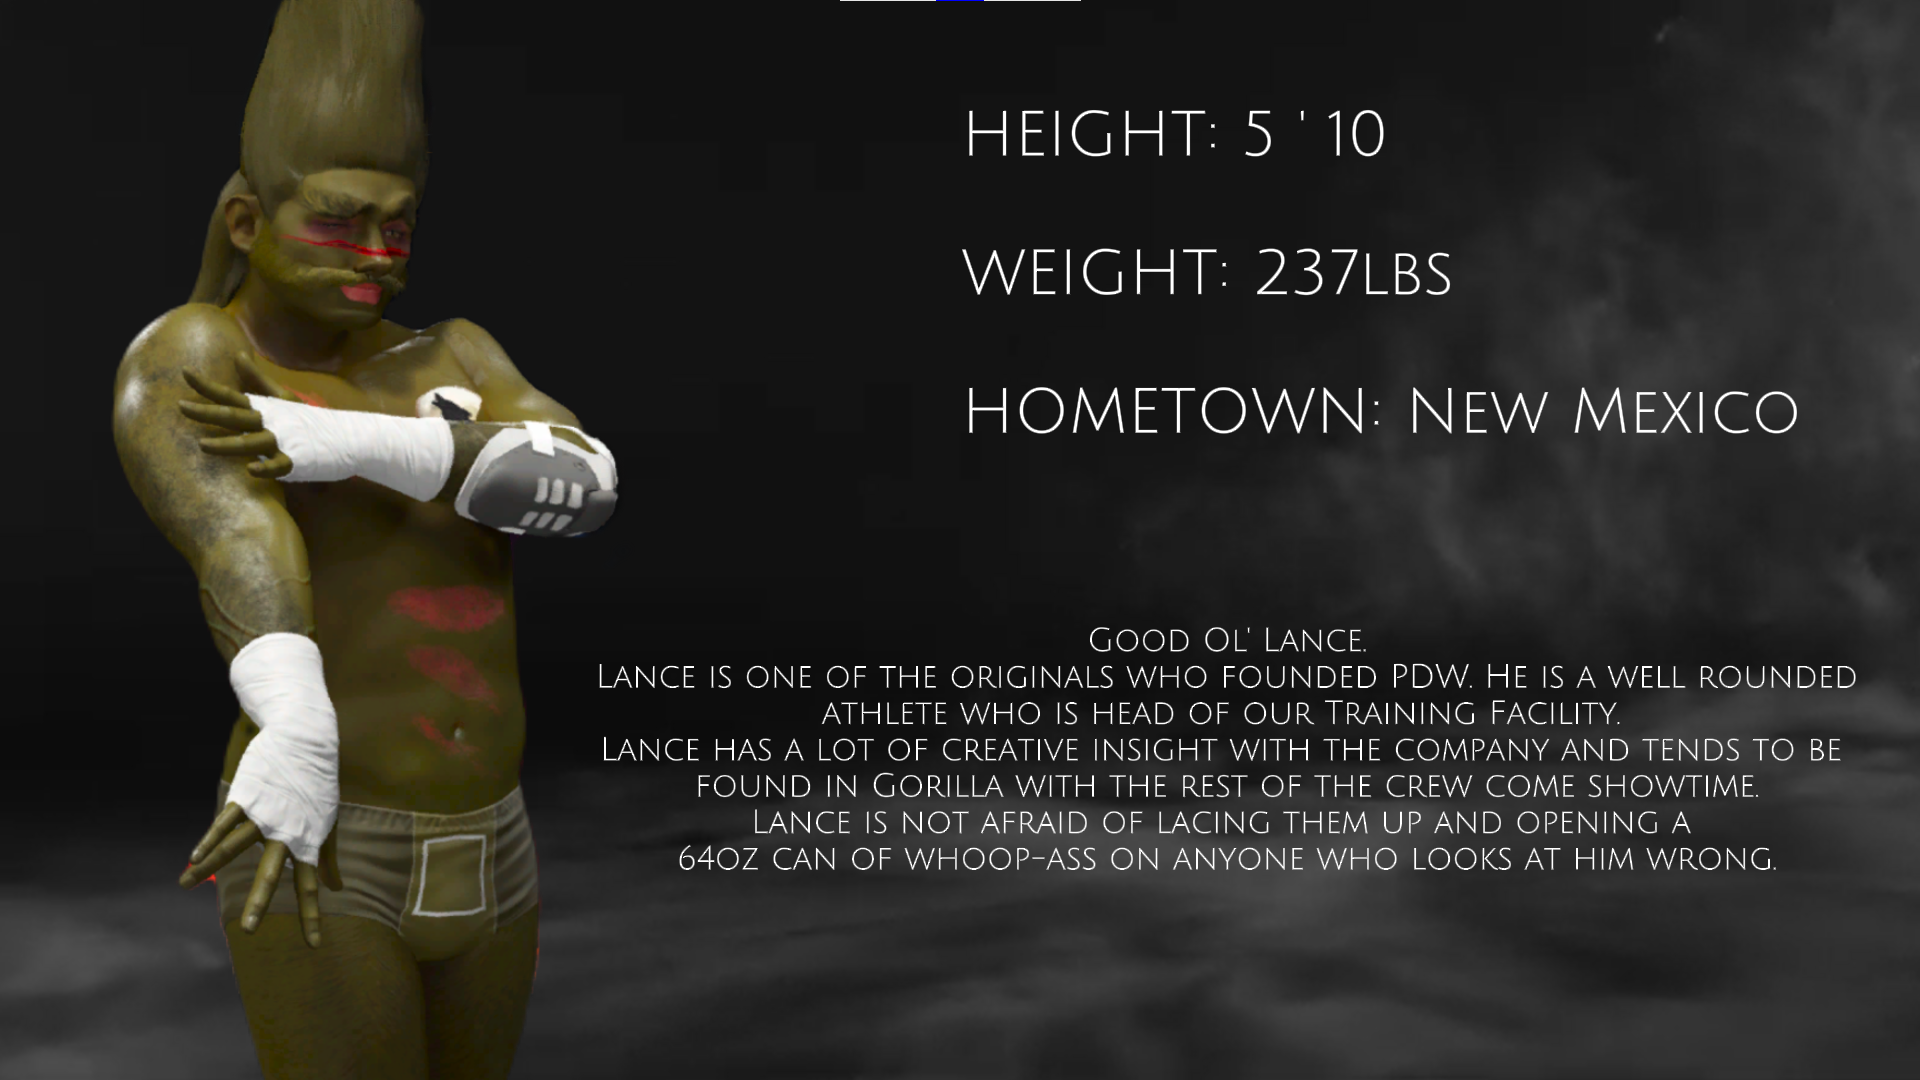 HEIGHT: 5 ' 10
WEIGHT: 237LBS
HOMETOWN: NEW MEXICO
GOOD OL' LANCE.
LANCE IS ONE OF THE ORIGINALS WHO FOUNDED PDW. HE IS A WELL ROUNDED
ATHLETE WHO IS HEAD OF OUR TRAINING FACILITY.
LANCE HAS A LOT OF CREATIVE INSIGHT WITH THE COMPANY AND TENDS TO BE
FOUND IN GORILLA WITH THE REST OF THE CREW COME SHOWTIME.
LANCE IS NOT AFRAID OF LACING THEM UP AND OPENING A
64OZ CAN OF WHOOP-ASS ON ANYONE WHO LOOKS AT HIM WRONG.